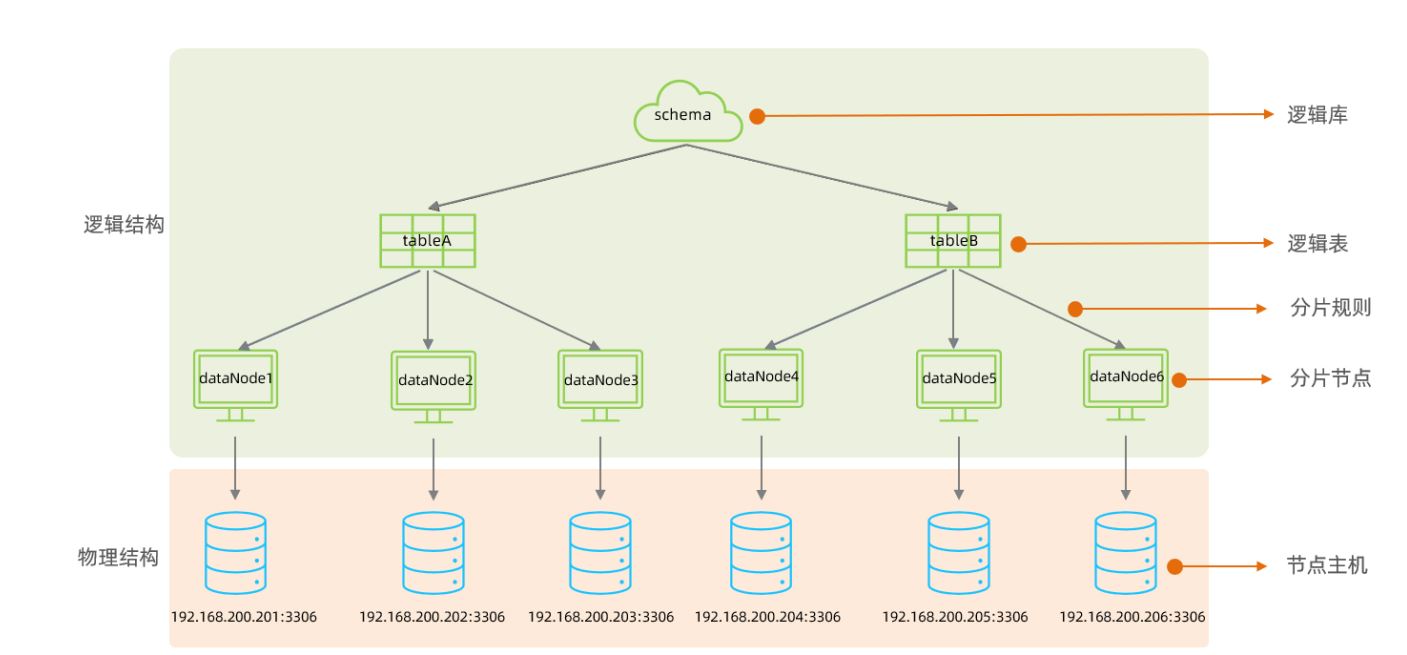 schema
逻辑库
逻辑结构
tableA
tableB
逻辑表
分片规则
dataNode1
dataNode2
dataNode3
dataNode4
dataNode5
dataNode6
分片节点
物理结构
节点主机
192.168.200.201:3306
192.168.200.202:3306
192.168.200.203:3306
192.168.200.204:3306
192.168.200.205:3306
192.168.200.206:3306